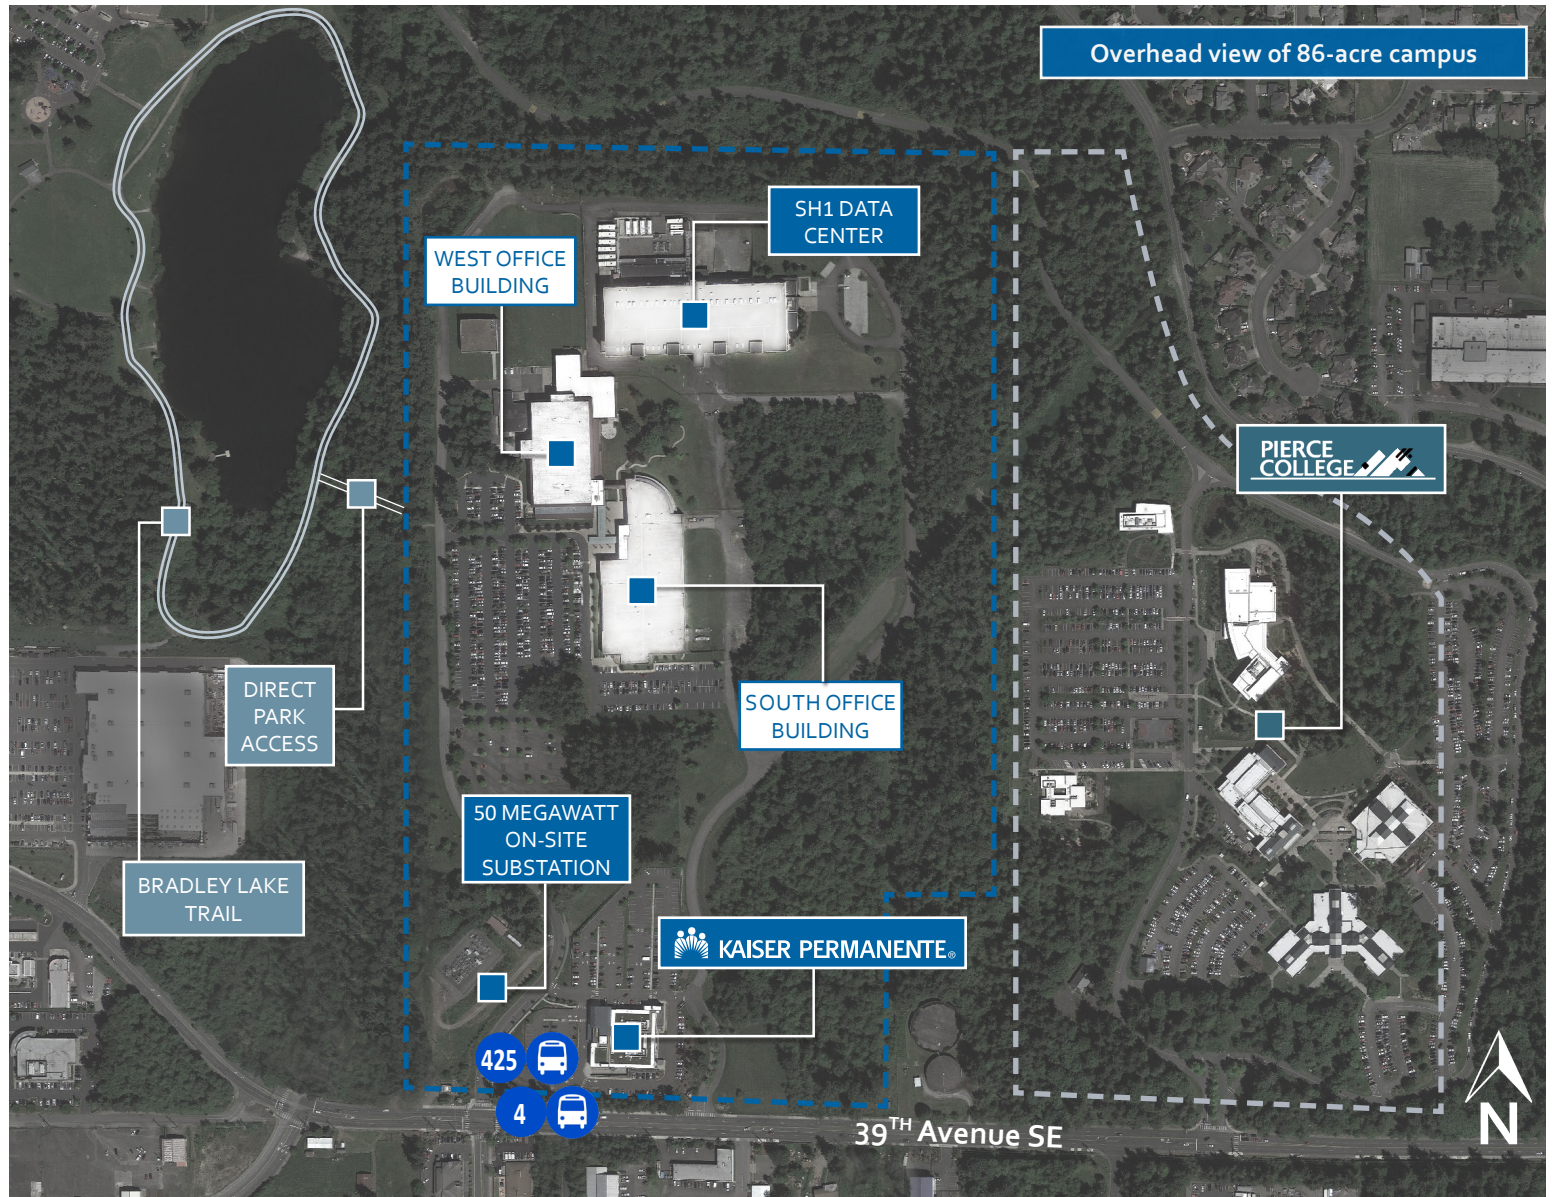 Overhead view of 86-acre campus
SH1 DATA
CENTER
WEST OFFICE
BUILDING
PIERCE
COLLEGE
DIRECT
PARK
ACCESS
SOUTH OFFICE
BUILDING
50 MEGAWATT
ON-SITE
SUBSTATION
BRADLEY LAKE
TRAIL
KAISER PERMANENTE®
425
4
39TH Avenue SE
N